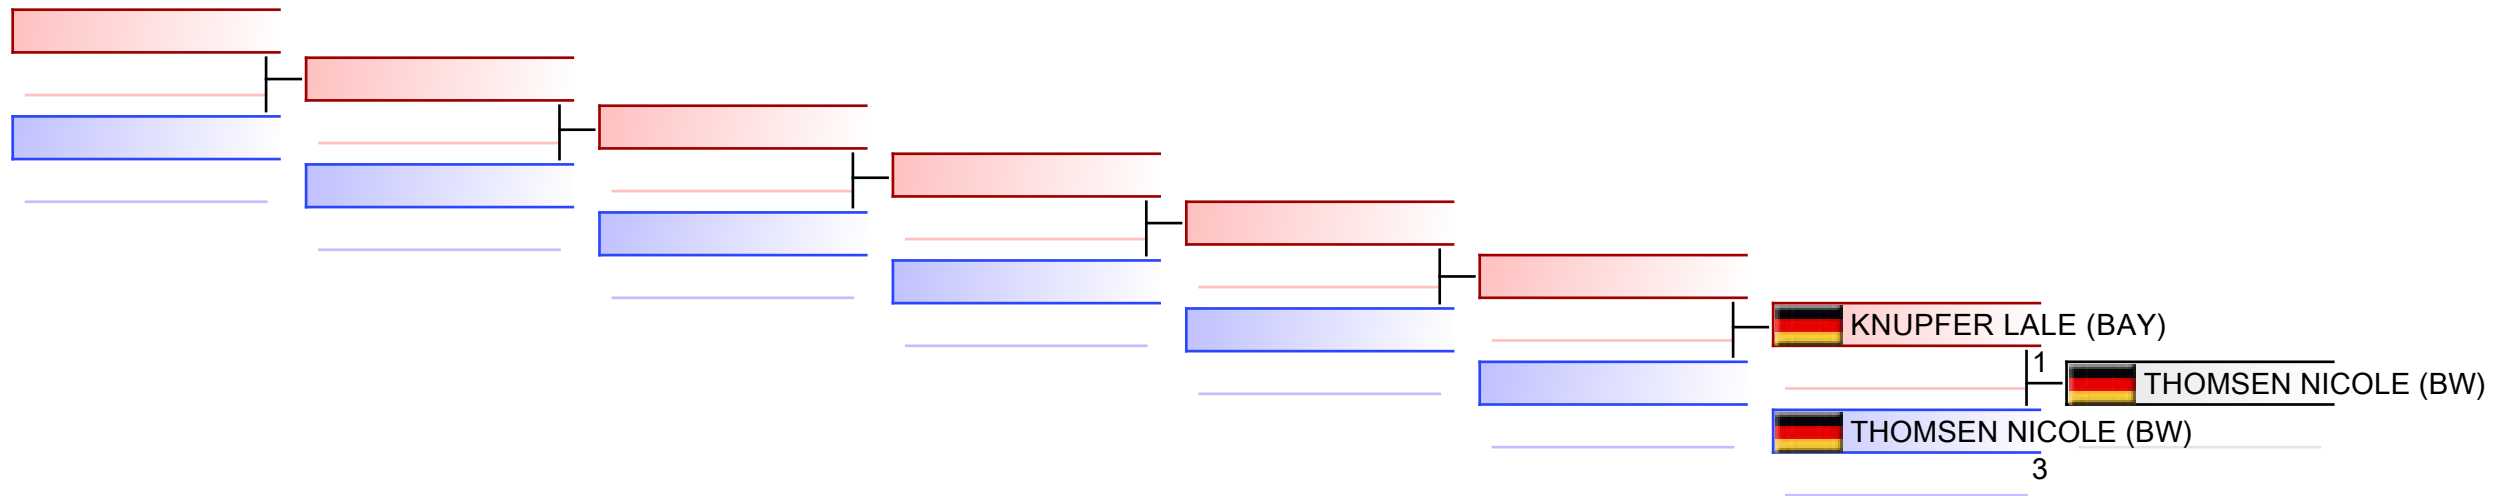 KNUPFER LALE (BAY)
1
THOMSEN NICOLE (BW)
THOMSEN NICOLE (BW)
3